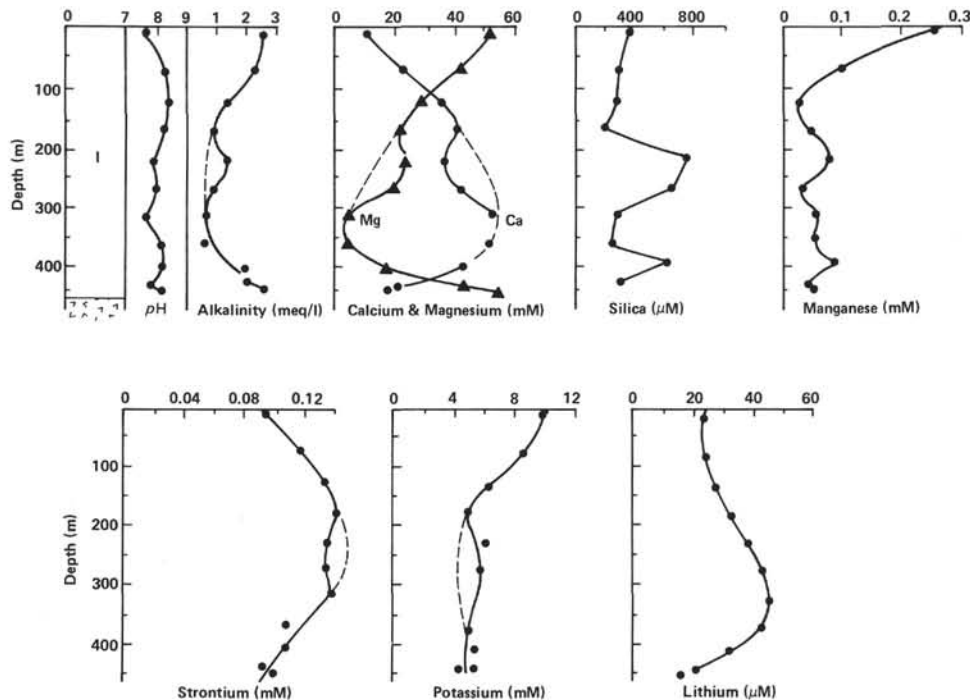 7 8 9 1 2 3 0 20 40 60 0 400 800 0 0.1 0.2 0.3
100
200
300
400
Depth (m)
I
Mg
Ca
pH
Alkalinity (meq/l)
Calcium & Magnesium (mM)
Silica (μM)
Manganese (mM)
0 0.04 0.08 0.12 0 4 8 12 0 20 40 60
100
200
300
400
Depth (m)
Strontium (mM)
Potassium (mM)
Lithium (μM)